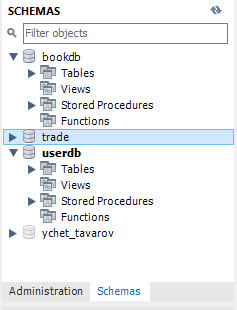 SCHEMAS
Filter objects
bookdb
Tables
Views
Stored Procedures
Functions
trade
userdb
Tables
Views
Stored Procedures
Functions
ychet_tavarov
Administration Schemas